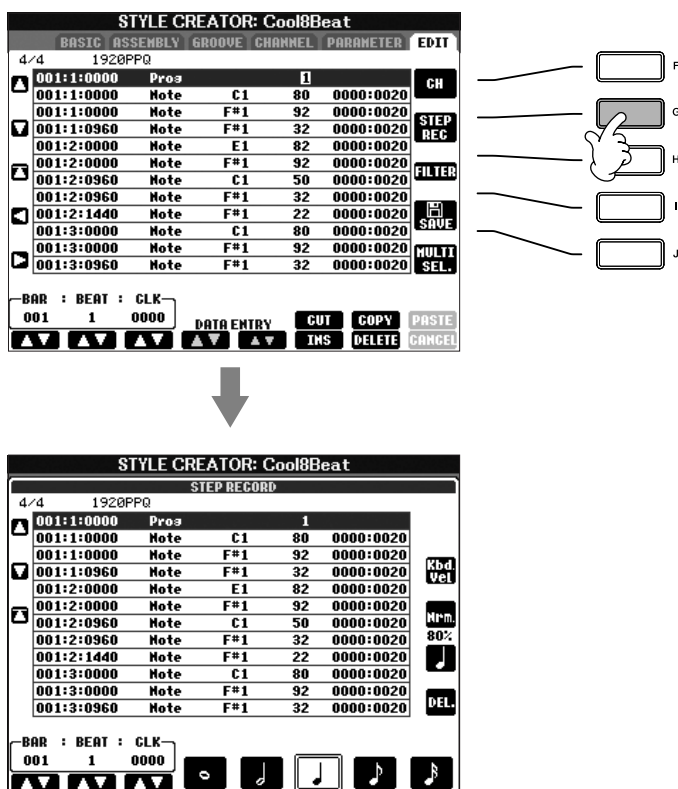 STYLE CREATOR: Cool8Beat
BASIC ASSEMBLY GROOVE CHANNEL PARAMETER EDIT
4/4 1920PPQ
001:1:0000 Prog 1
001:1:0000 Note C1 80 0000:0020
001:1:0000 Note F#1 92 0000:0020
001:1:0960 Note F#1 32 0000:0020
001:2:0000 Note E1 82 0000:0020
001:2:0000 Note F#1 92 0000:0020
001:2:0960 Note C1 50 0000:0020
001:2:0960 Note F#1 32 0000:0020
001:2:1440 Note F#1 22 0000:0020
001:3:0000 Note C1 80 0000:0020
001:3:0000 Note F#1 92 0000:0020
001:3:0960 Note F#1 32 0000:0020
CH
STEP
REC
FILTER
SAVE
MULTI
SEL.
F
G
H
I
J
BAR : BEAT : CLK
001 1 0000
DATA ENTRY
CUT COPY PASTE
INS DELETE CANCEL
STYLE CREATOR: Cool8Beat
STEP RECORD
4/4 1920PPQ
001:1:0000 Prog 1
001:1:0000 Note C1 80 0000:0020
001:1:0000 Note F#1 92 0000:0020
001:1:0960 Note F#1 32 0000:0020
001:2:0000 Note E1 82 0000:0020
001:2:0000 Note F#1 92 0000:0020
001:2:0960 Note C1 50 0000:0020
001:2:0960 Note F#1 32 0000:0020
001:2:1440 Note F#1 22 0000:0020
001:3:0000 Note C1 80 0000:0020
001:3:0000 Note F#1 92 0000:0020
001:3:0960 Note F#1 32 0000:0020
Kbd.
Vel
Nrm.
80%
DEL.
BAR : BEAT : CLK
001 1 0000